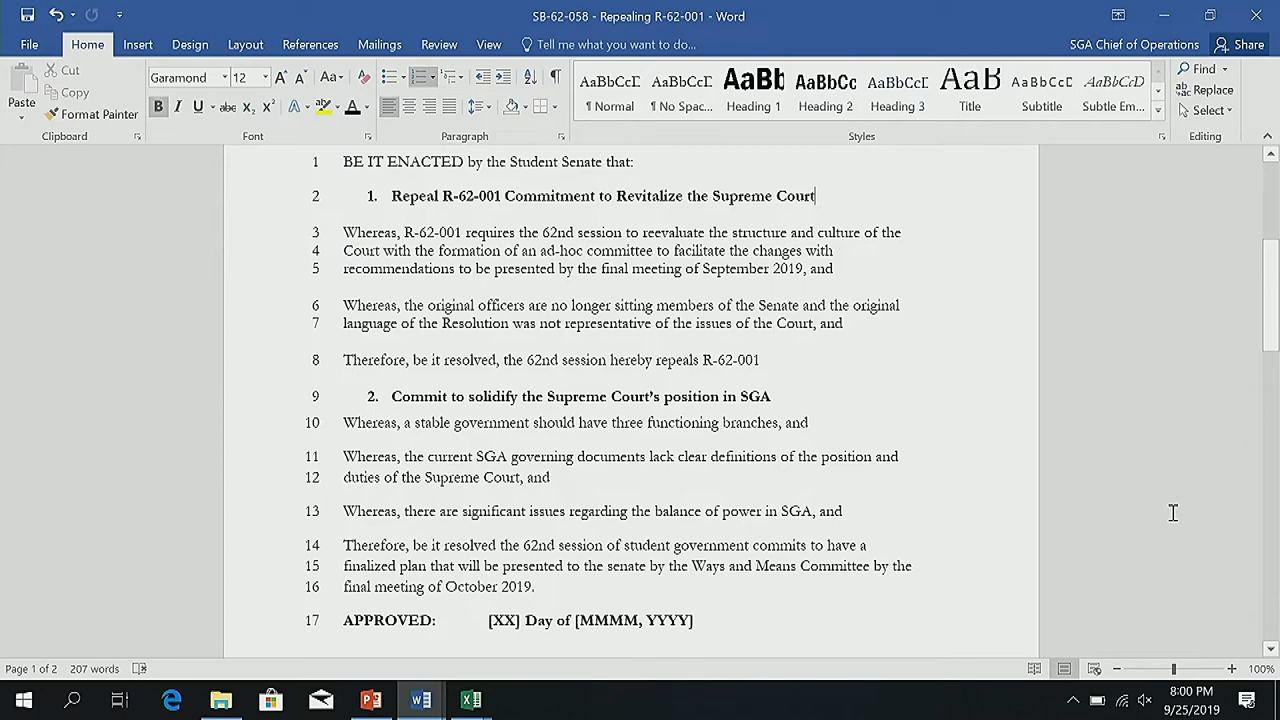 SB-62-058 - Repealing R-62-001 - Word
File Home Insert Design Layout References Mailings Review View Tell me what you want to do... SGA Chief of Operations Share
Paste Cut Copy Format Painter
Garamond 12
AaBbCcI AaBbCcI AaBb AaBbCc AaBbCcI AaB AaBbCcD AaBbCcD
¶ Normal ¶ No Spac... Heading 1 Heading 2 Heading 3 Title Subtitle Subtle Em...
Find
Replace
Select
Clipboard Font Paragraph Styles Editing
1 BE IT ENACTED by the Student Senate that:
2 1. Repeal R-62-001 Commitment to Revitalize the Supreme Court
3 Whereas, R-62-001 requires the 62nd session to reevaluate the structure and culture of the
4 Court with the formation of an ad-hoc committee to facilitate the changes with
5 recommendations to be presented by the final meeting of September 2019, and
6 Whereas, the original officers are no longer sitting members of the Senate and the original
7 language of the Resolution was not representative of the issues of the Court, and
8 Therefore, be it resolved, the 62nd session hereby repeals R-62-001
9 2. Commit to solidify the Supreme Court's position in SGA
10 Whereas, a stable government should have three functioning branches, and
11 Whereas, the current SGA governing documents lack clear definitions of the position and
12 duties of the Supreme Court, and
13 Whereas, there are significant issues regarding the balance of power in SGA, and
14 Therefore, be it resolved the 62nd session of student government commits to have a
15 finalized plan that will be presented to the senate by the Ways and Means Committee by the
16 final meeting of October 2019.
17 APPROVED: [XX] Day of [MMMM, YYYY]
Page 1 of 2 207 words 100%
8:00 PM
9/25/2019